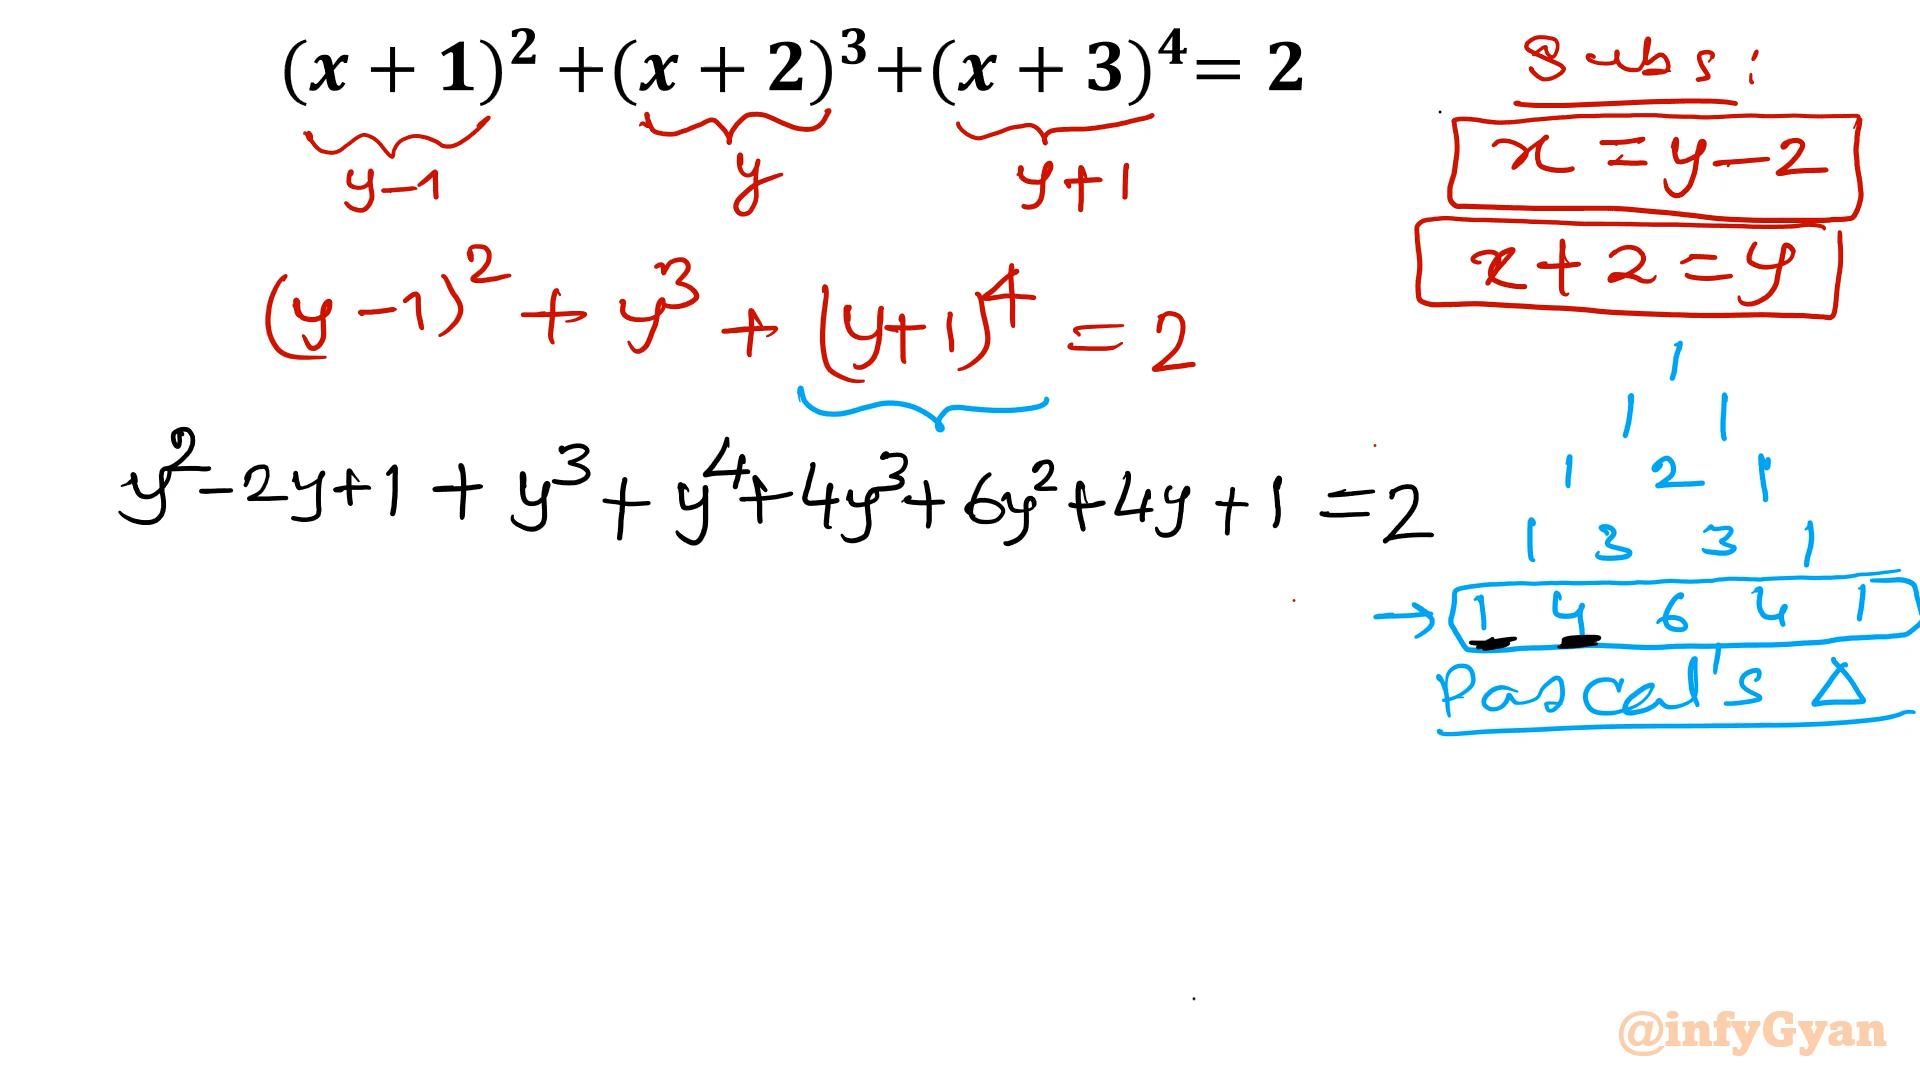 (x + 1)² + (x + 2)³ + (x + 3)⁴ = 2
y-1 y y+1
(y-1)² + y³ + (y+1)⁴ = 2
y² - 2y + 1 + y³ + y⁴ + 4y³ + 6y² + 4y + 1 = 2
Subs:
x = y - 2
x + 2 = y
1
1 1
1 2 1
1 3 3 1
→ 1 4 6 4 1
Pascal's Δ
@infyGyan